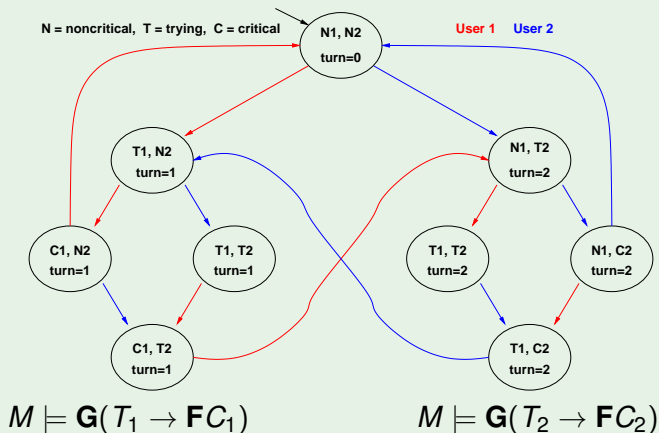 N = noncritical, T = trying, C = critical
User 1 User 2
N1, N2
turn=0
T1, N2
turn=1
N1, T2
turn=2
C1, N2
turn=1
T1, T2
turn=1
T1, T2
turn=2
N1, C2
turn=2
C1, T2
turn=1
T1, C2
turn=2
M ⊨ G(T₁ → FC₁)
M ⊨ G(T₂ → FC₂)